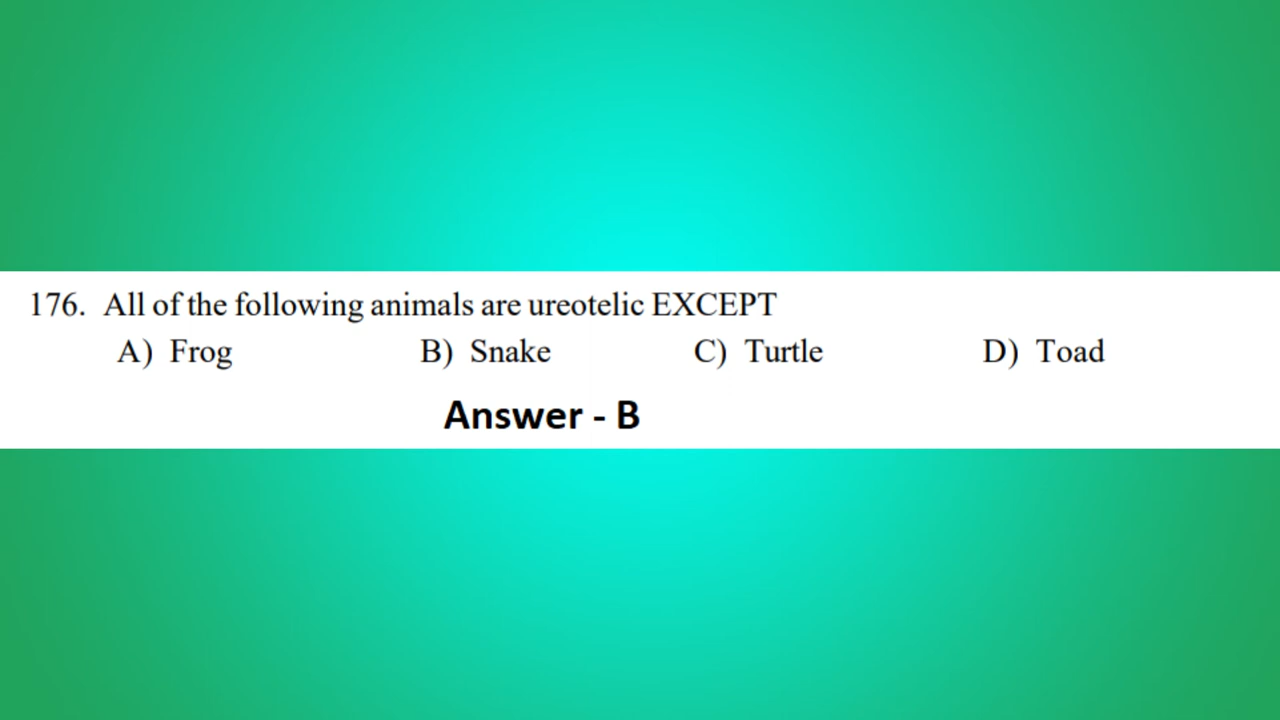 176. All of the following animals are ureotelic EXCEPT
A) Frog B) Snake C) Turtle D) Toad
Answer - B